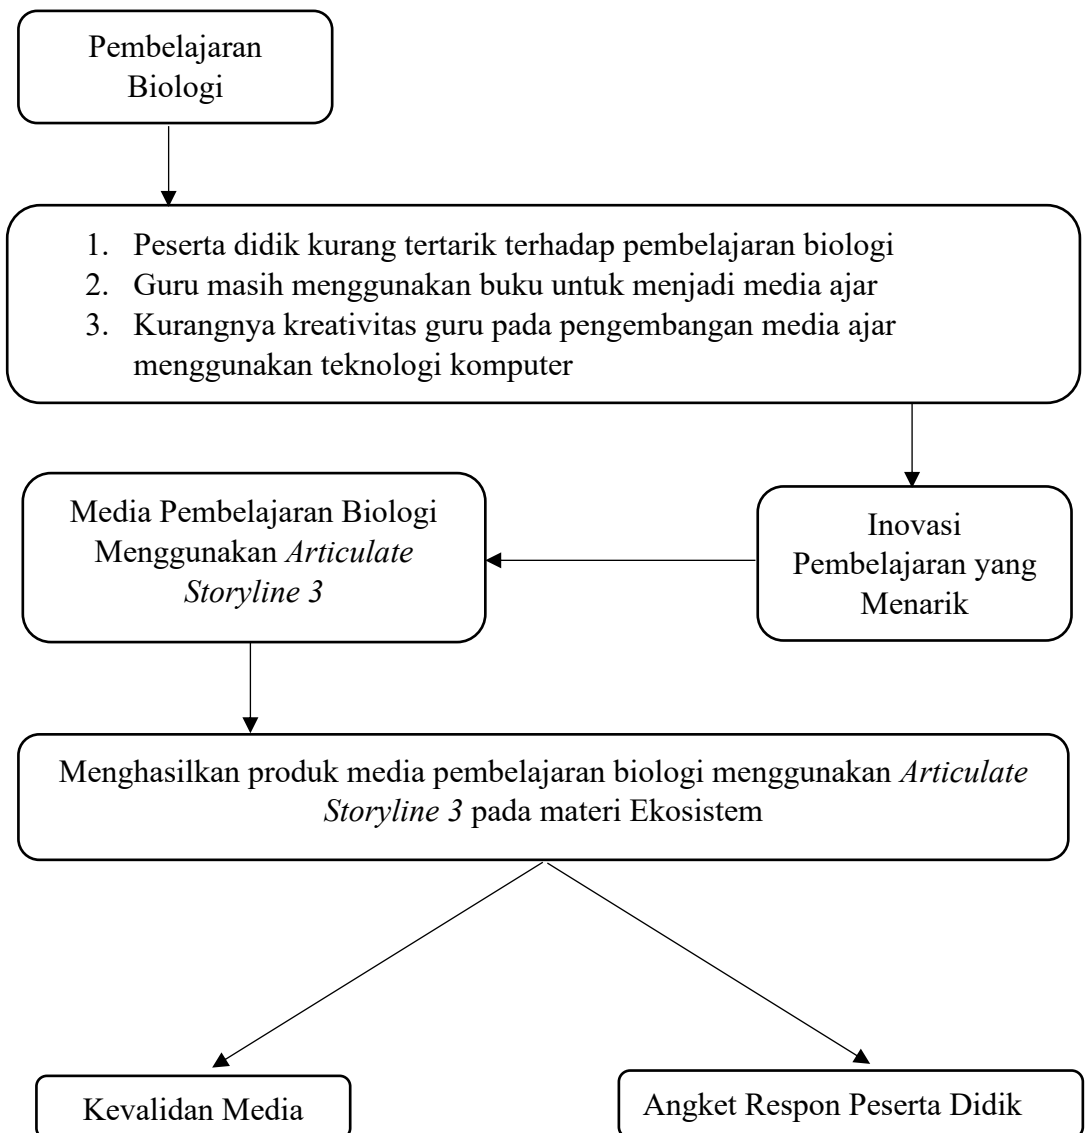 Pembelajaran
Biologi
1. Peserta didik kurang tertarik terhadap pembelajaran biologi
2. Guru masih menggunakan buku untuk menjadi media ajar
3. Kurangnya kreativitas guru pada pengembangan media ajar
menggunakan teknologi komputer
Inovasi
Pembelajaran yang
Menarik
Media Pembelajaran Biologi
Menggunakan Articulate
Storyline 3
Menghasilkan produk media pembelajaran biologi menggunakan Articulate
Storyline 3 pada materi Ekosistem
Kevalidan Media
Angket Respon Peserta Didik